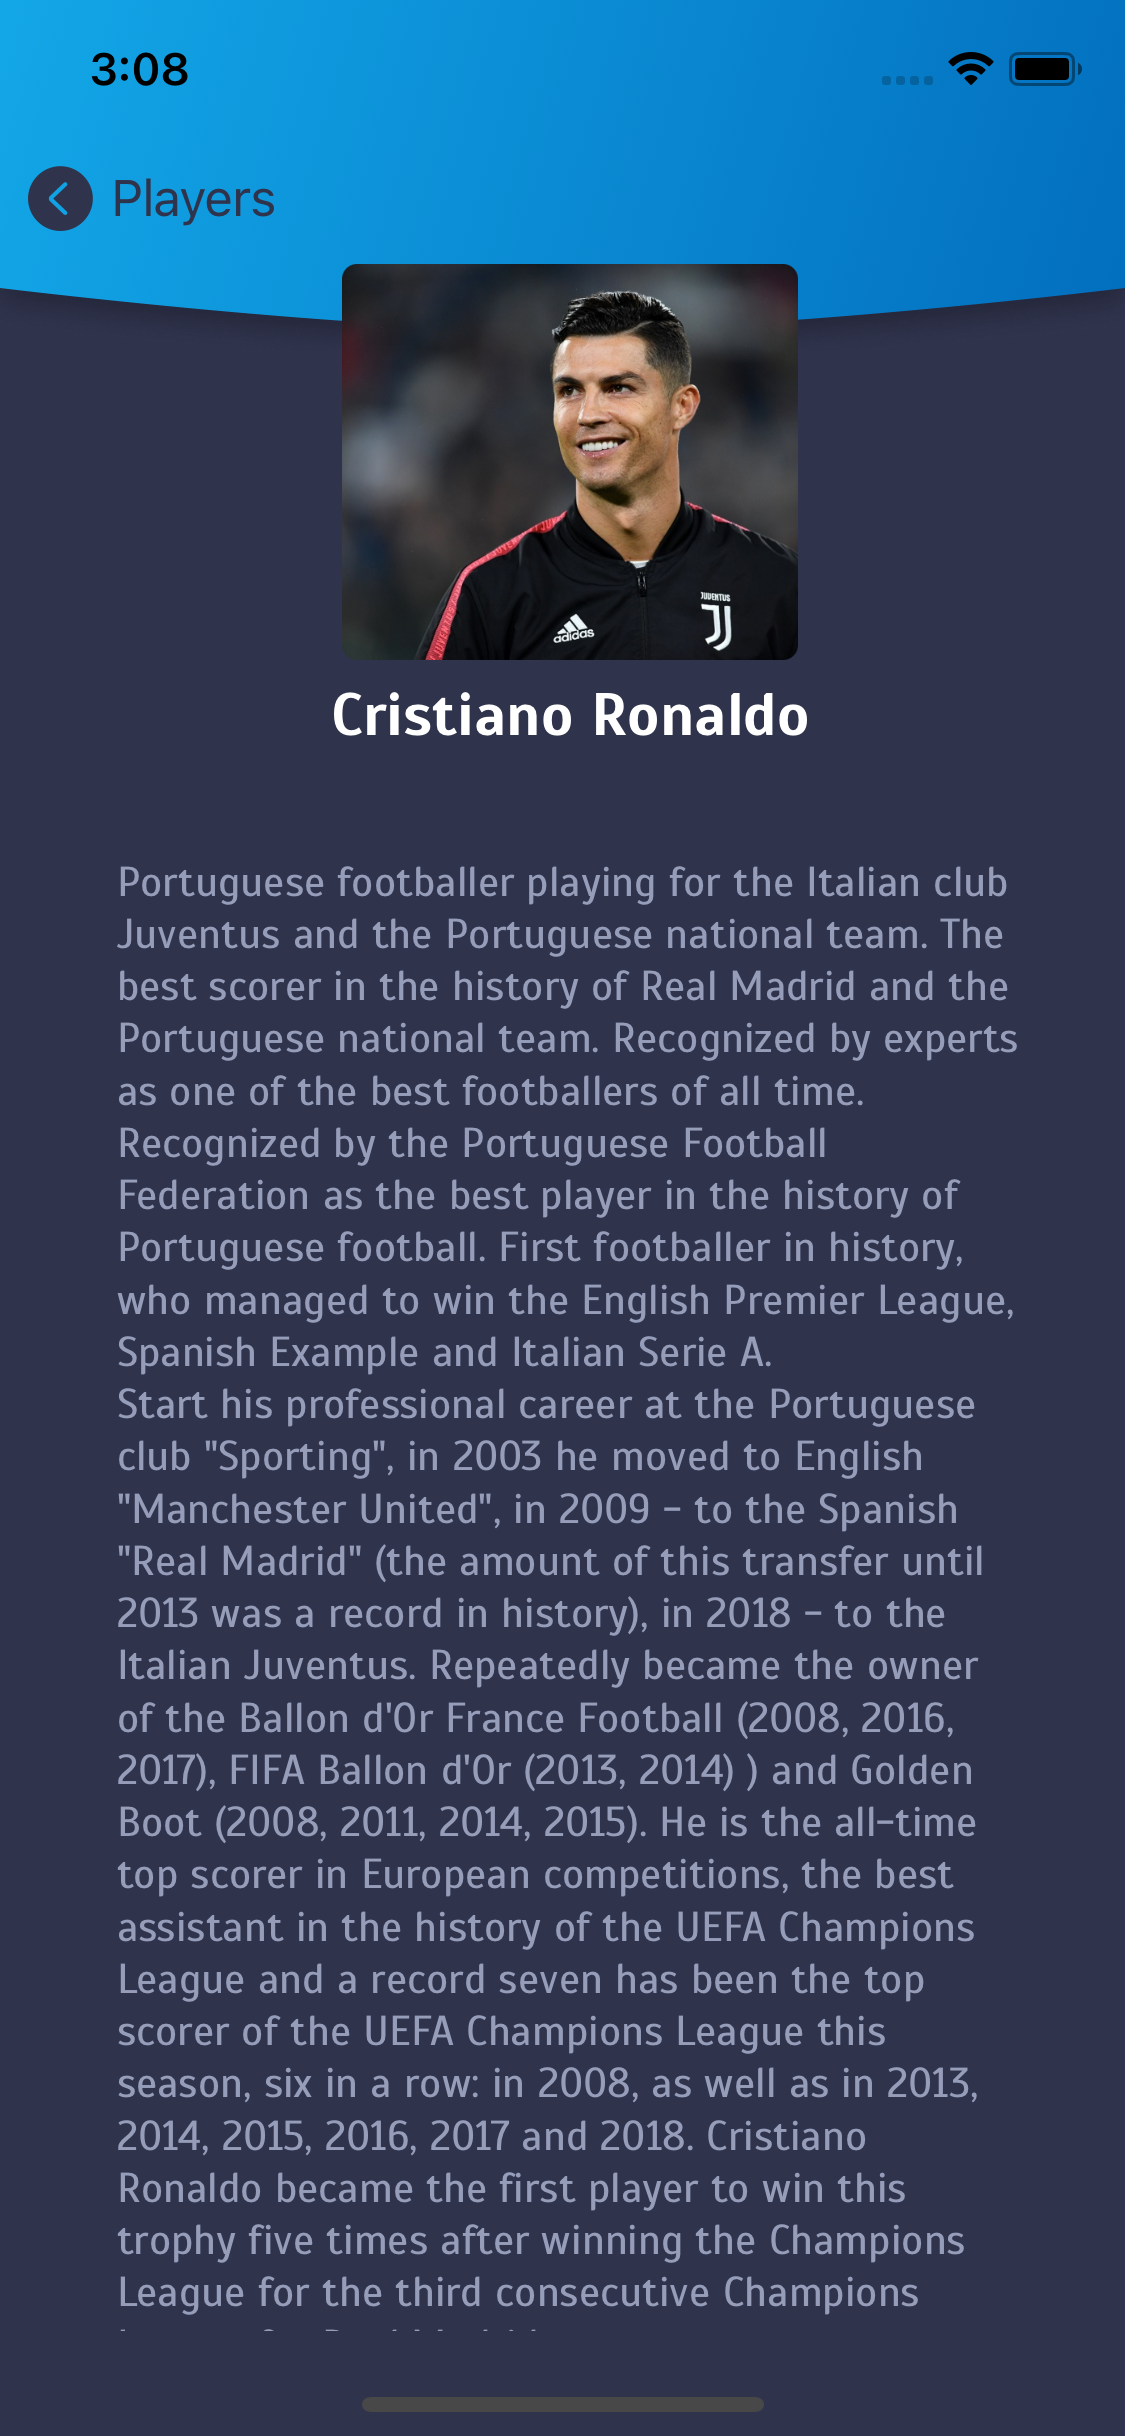 3:08
Players
JUVENTUS
adidas
Cristiano Ronaldo
Portuguese footballer playing for the Italian club
Juventus and the Portuguese national team. The
best scorer in the history of Real Madrid and the
Portuguese national team. Recognized by experts
as one of the best footballers of all time.
Recognized by the Portuguese Football
Federation as the best player in the history of
Portuguese football. First footballer in history,
who managed to win the English Premier League,
Spanish Example and Italian Serie A.
Start his professional career at the Portuguese
club "Sporting", in 2003 he moved to English
"Manchester United", in 2009 - to the Spanish
"Real Madrid" (the amount of this transfer until
2013 was a record in history), in 2018 - to the
Italian Juventus. Repeatedly became the owner
of the Ballon d'Or France Football (2008, 2016,
2017), FIFA Ballon d'Or (2013, 2014) ) and Golden
Boot (2008, 2011, 2014, 2015). He is the all-time
top scorer in European competitions, the best
assistant in the history of the UEFA Champions
League and a record seven has been the top
scorer of the UEFA Champions League this
season, six in a row: in 2008, as well as in 2013,
2014, 2015, 2016, 2017 and 2018. Cristiano
Ronaldo became the first player to win this
trophy five times after winning the Champions
League for the third consecutive Champions